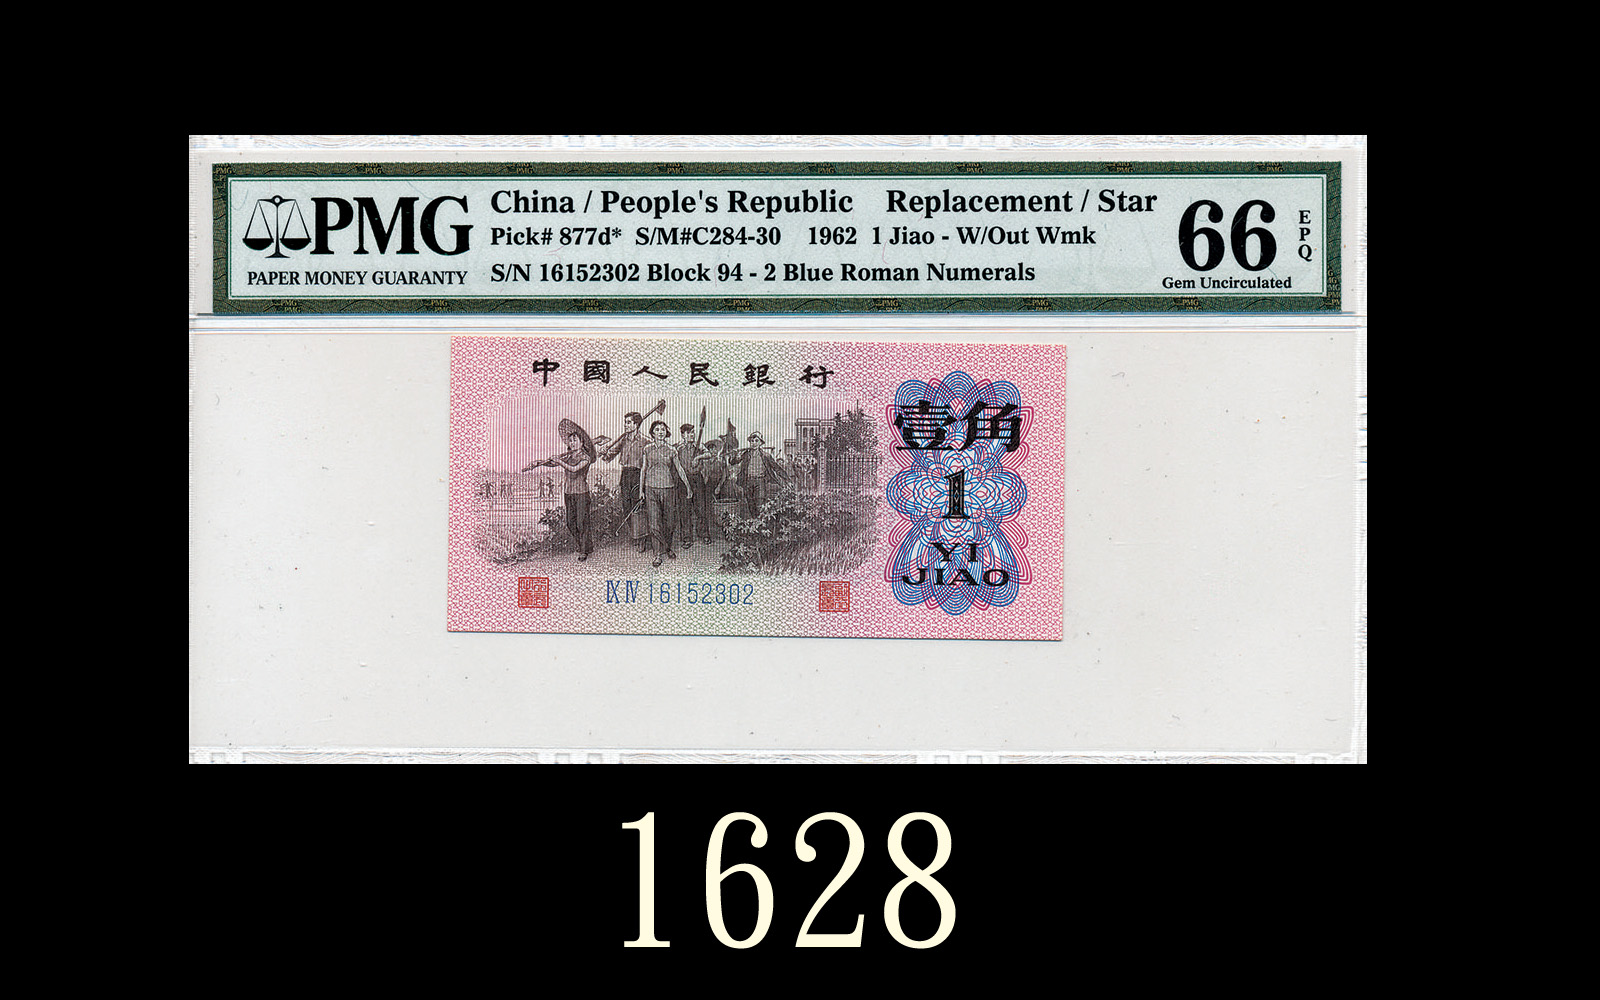 PMG
PAPER MONEY GUARANTY
China / People's Republic Replacement / Star
Pick# 877d* S/M#C284-30 1962 1 Jiao - W/Out Wmk
S/N 16152302 Block 94 - 2 Blue Roman Numerals
66
EPQ
Gem Uncirculated
中國人民銀行
壹角
1
YI
JIAO
ⅨⅣ 16152302
1628